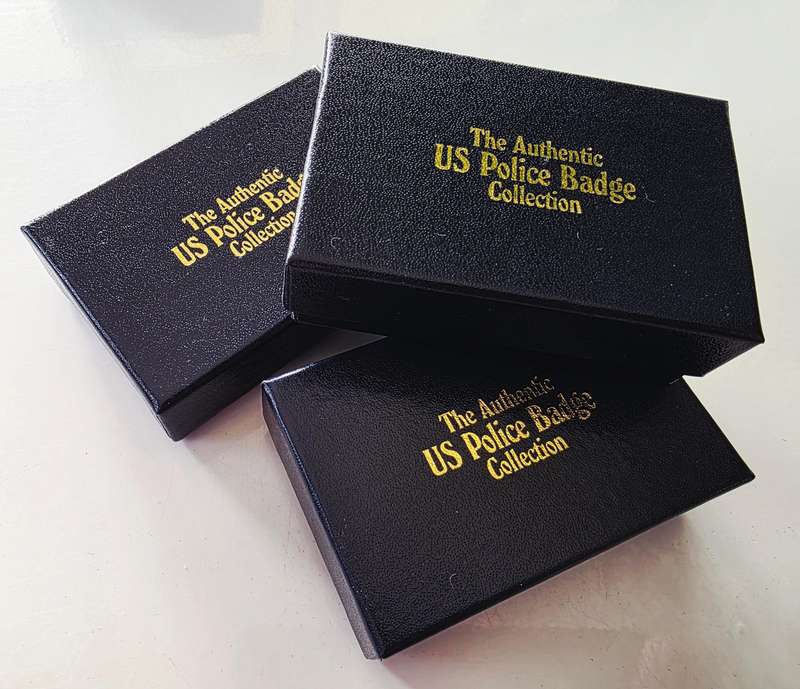 The Authentic
US Police Badge
Collection
The Authentic
US Police Badge
Collection
The Authentic
US Police Badge
Collection